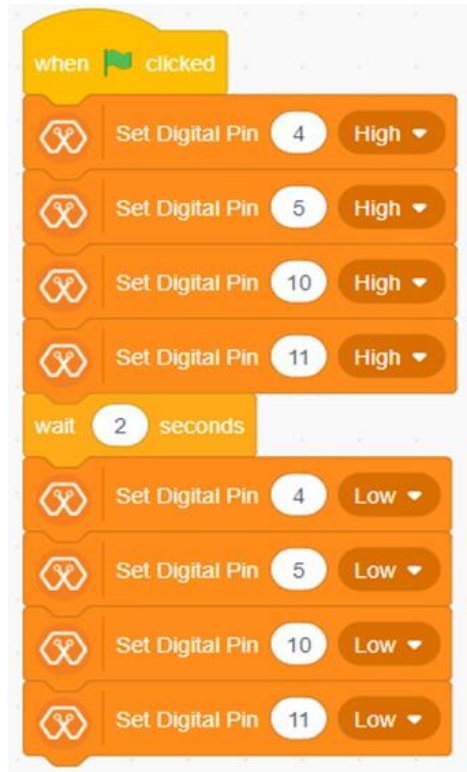 when clicked
Set Digital Pin 4 High
Set Digital Pin 5 High
Set Digital Pin 10 High
Set Digital Pin 11 High
wait 2 seconds
Set Digital Pin 4 Low
Set Digital Pin 5 Low
Set Digital Pin 10 Low
Set Digital Pin 11 Low